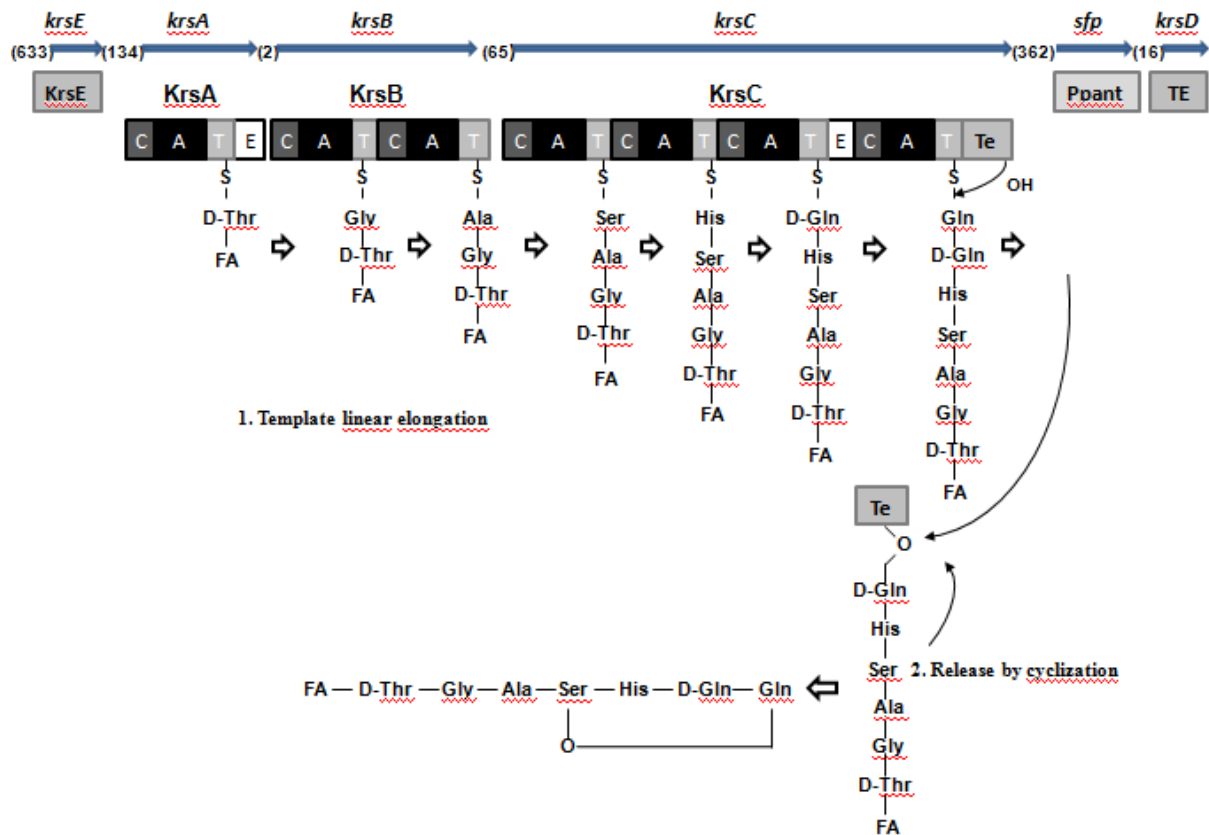 krsE krsA krsB krsC sfp krsD
(633) (134) (2) (65) (362) (16)
KrsE KrsA KrsB KrsC Ppant TE
C A T E C A T C A T C A T C A T C A T E C A T Te
S S S S S S S OH
D-Thr Gly Ala Ser His D-Gln Gln
FA D-Thr Gly Ala Ser His D-Gln
FA D-Thr Gly Ala Ser His
FA D-Thr Gly Ala Ser
FA D-Thr Gly Ala
FA D-Thr Gly
FA D-Thr
FA
1. Template linear elongation
Te
O
D-Gln
His
Ser 2. Release by cyclization
Ala
Gly
D-Thr
FA
FA D-Thr Gly Ala Ser His D-Gln Gln
O